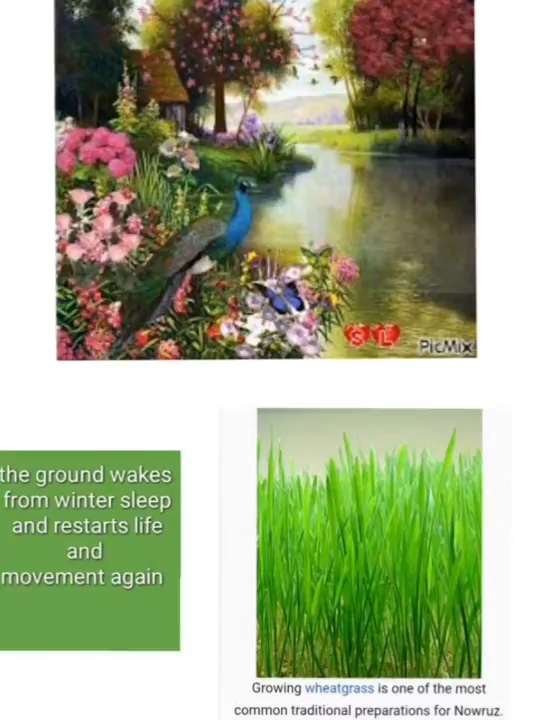 S L
PicMix
the ground wakes
from winter sleep
and restarts life
and
movement again
Growing wheatgrass is one of the most
common traditional preparations for Nowruz.